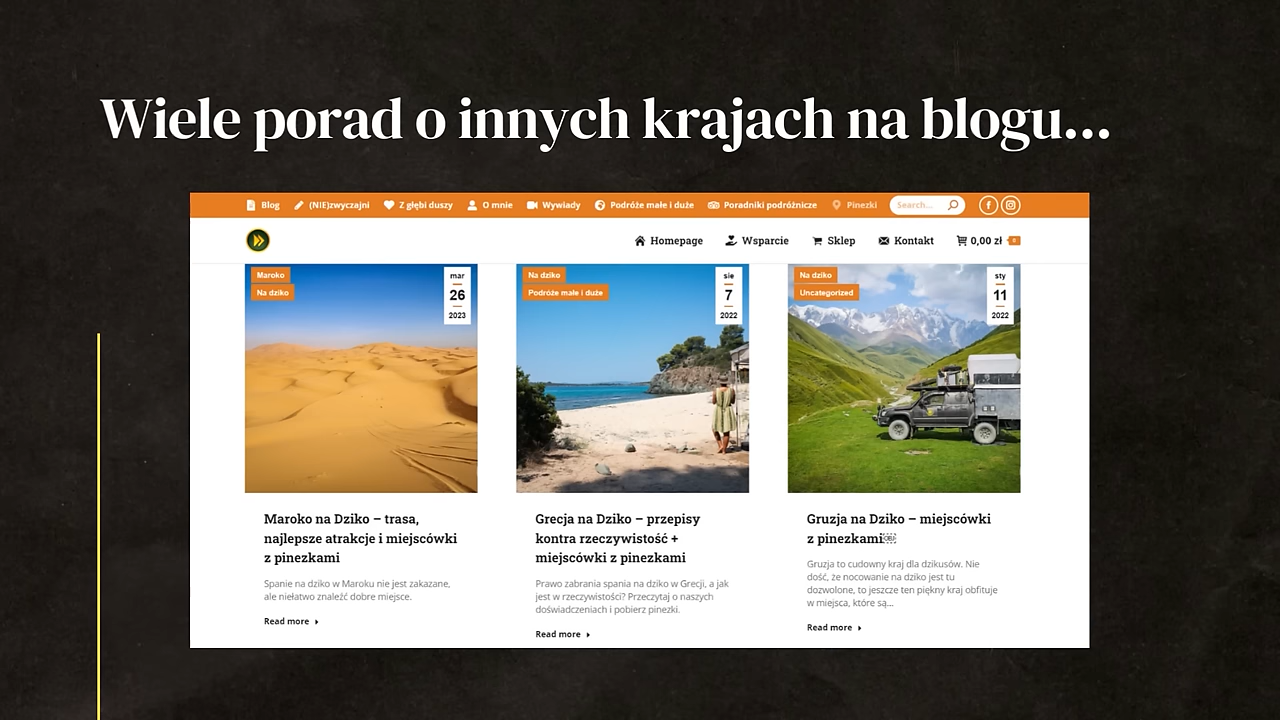 Wiele porad o innych krajach na blogu...
Blog (NIE)zwyczajni Z głębi duszy O mnie Wywiady Podróże małe i duże Poradniki podróżnicze Pinezki Search...
Homepage Wsparcie Sklep Kontakt 0,00 zł 0
Maroko
Na dziko
mar
26
2023
Na dziko
Podróże małe i duże
sie
7
2022
Na dziko
Uncategorized
sty
11
2022
Maroko na Dziko – trasa,
najlepsze atrakcje i miejscówki
z pinezkami
Spanie na dziko w Maroku nie jest zakazane,
ale niełatwo znaleźć dobre miejsce.
Read more
Grecja na Dziko – przepisy
kontra rzeczywistość +
miejscówki z pinezkami
Prawo zabrania spania na dziko w Grecji, a jak
jest w rzeczywistości? Przeczytaj o naszych
doświadczeniach i pobierz pinezki.
Read more
Gruzja na Dziko – miejscówki
z pinezkami￼
Gruzja to cudowny kraj dla dzikusów. Nie
dość, że nocowanie na dziko jest tu
dozwolone, to jeszcze ten piękny kraj obfituje
w miejsca, które są...
Read more